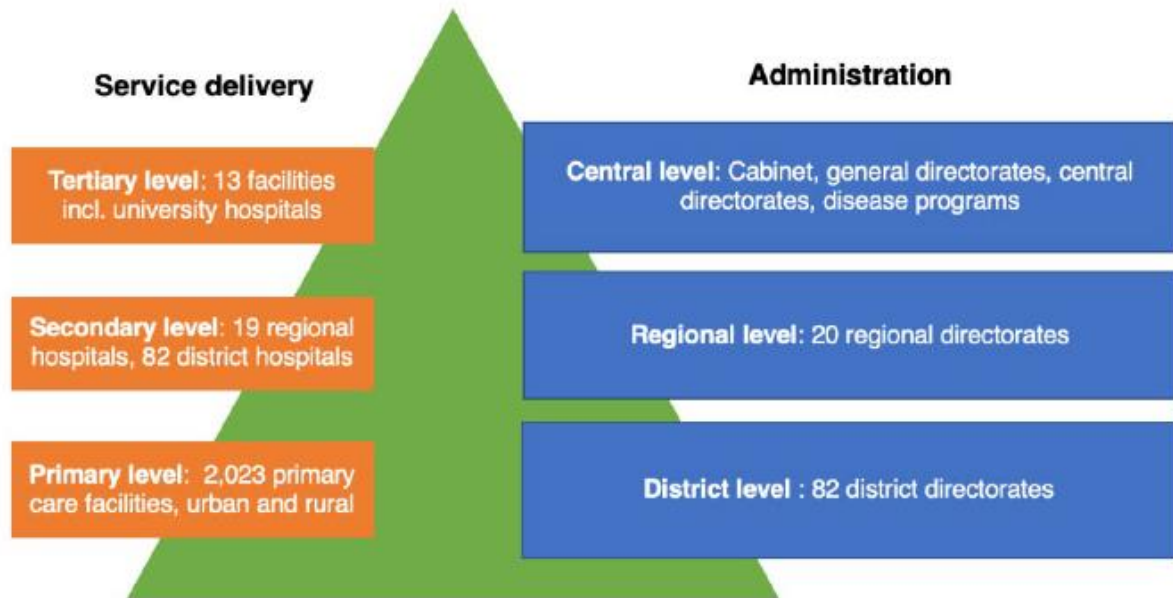 Service delivery
Administration
Tertiary level: 13 facilities
incl. university hospitals
Central level: Cabinet, general directorates, central
directorates, disease programs
Secondary level: 19 regional
hospitals, 82 district hospitals
Regional level: 20 regional directorates
Primary level: 2,023 primary
care facilities, urban and rural
District level : 82 district directorates